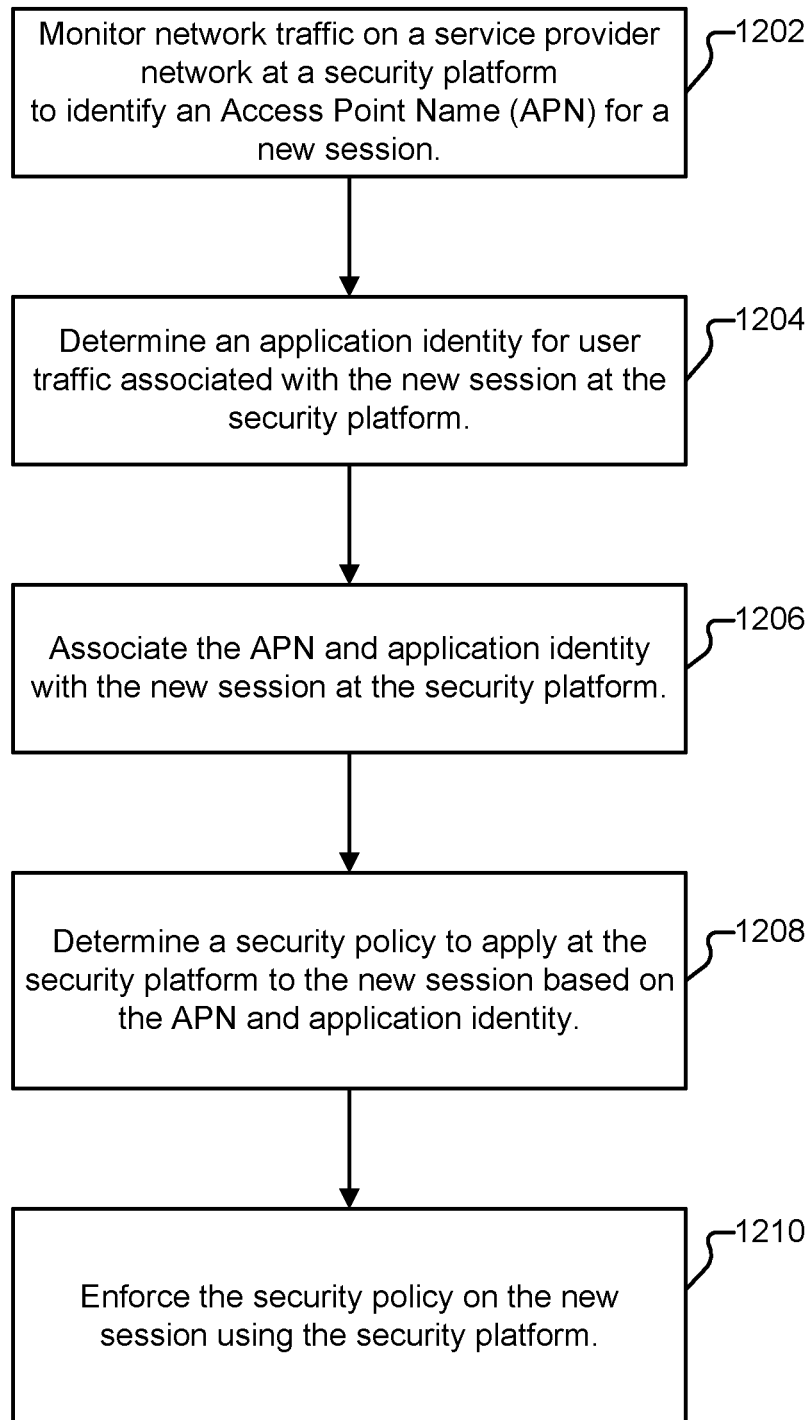 Monitor network traffic on a service provider
network at a security platform
to identify an Access Point Name (APN) for a
new session.
1202
Determine an application identity for user
traffic associated with the new session at the
security platform.
1204
Associate the APN and application identity
with the new session at the security platform.
1206
Determine a security policy to apply at the
security platform to the new session based on
the APN and application identity.
1208
Enforce the security policy on the new
session using the security platform.
1210